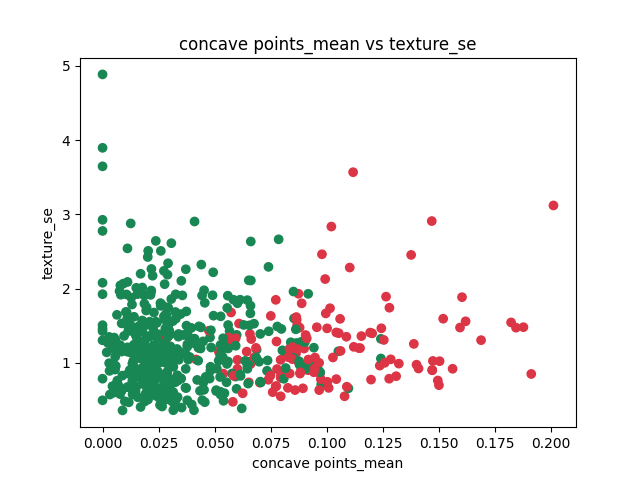 concave points_mean vs texture_se
5
4
3
2
1
texture_se
0.000 0.025 0.050 0.075 0.100 0.125 0.150 0.175 0.200
concave points_mean